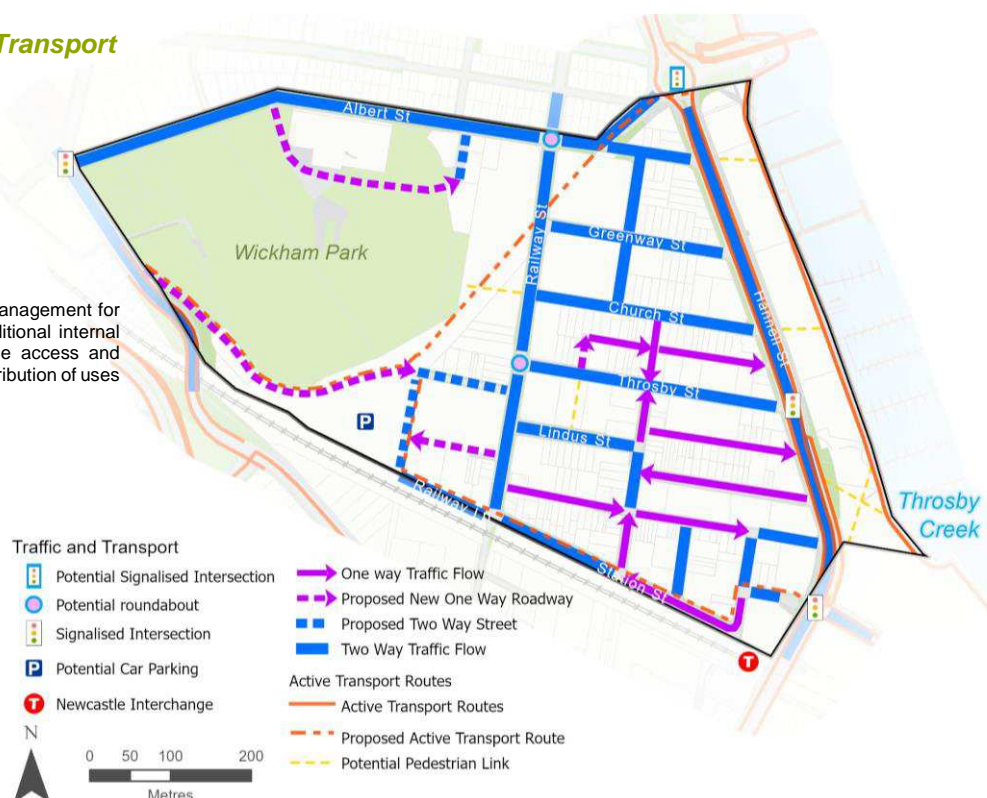 Transport
anagement for
ditional internal
e access and
ribution of uses
Albert St
Wickham Park
Railway St
Greenway St
Church St
Hannell St
Throsby St
Lindus St
P
Railway Ln
Station St
Throsby
Creek
T
Traffic and Transport
Potential Signalised Intersection
Potential roundabout
Signalised Intersection
P Potential Car Parking
T Newcastle Interchange
One way Traffic Flow
Proposed New One Way Roadway
Proposed Two Way Street
Two Way Traffic Flow
Active Transport Routes
Active Transport Routes
Proposed Active Transport Route
Potential Pedestrian Link
N
0 50 100 200
Metres